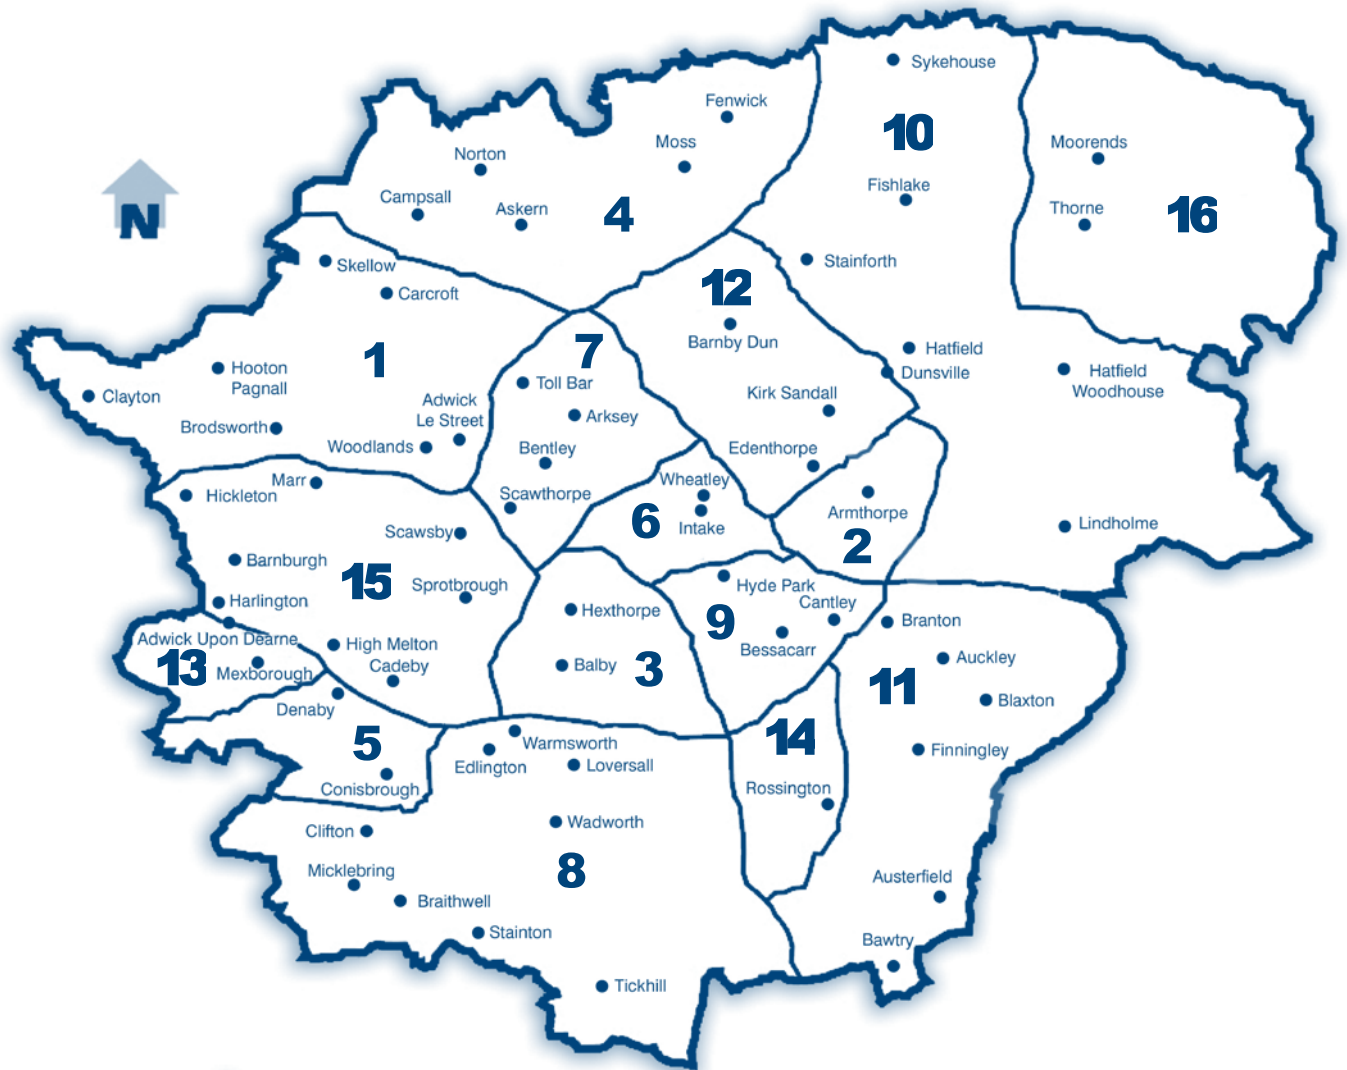 Sykehouse
Fenwick
10
Moss
Moorends
Norton
Fishlake
Campsall
Askern
4
Thorne
16
N
Skellow
Stainforth
Carcroft
12
Barnby Dun
7
1
Hatfield
Hooton
Pagnall
Toll Bar
Dunsville
Hatfield
Woodhouse
Clayton
Adwick
Le Street
Kirk Sandall
Arksey
Brodsworth
Woodlands
Bentley
Edenthorpe
Marr
Hickleton
Scawthorpe
Wheatley
Intake
6
Armthorpe
2
Lindholme
Scawsby
Barnburgh
15
Sprotbrough
Hyde Park
Harlington
Hexthorpe
9
Cantley
Branton
Adwick Upon Dearne
High Melton
Bessacarr
13
Mexborough
Cadeby
Balby
3
Auckley
11
Denaby
Blaxton
5
Warmsworth
14
Finningley
Edlington
Loversall
Conisbrough
Rossington
Clifton
Wadworth
Micklebring
8
Austerfield
Braithwell
Stainton
Bawtry
Tickhill